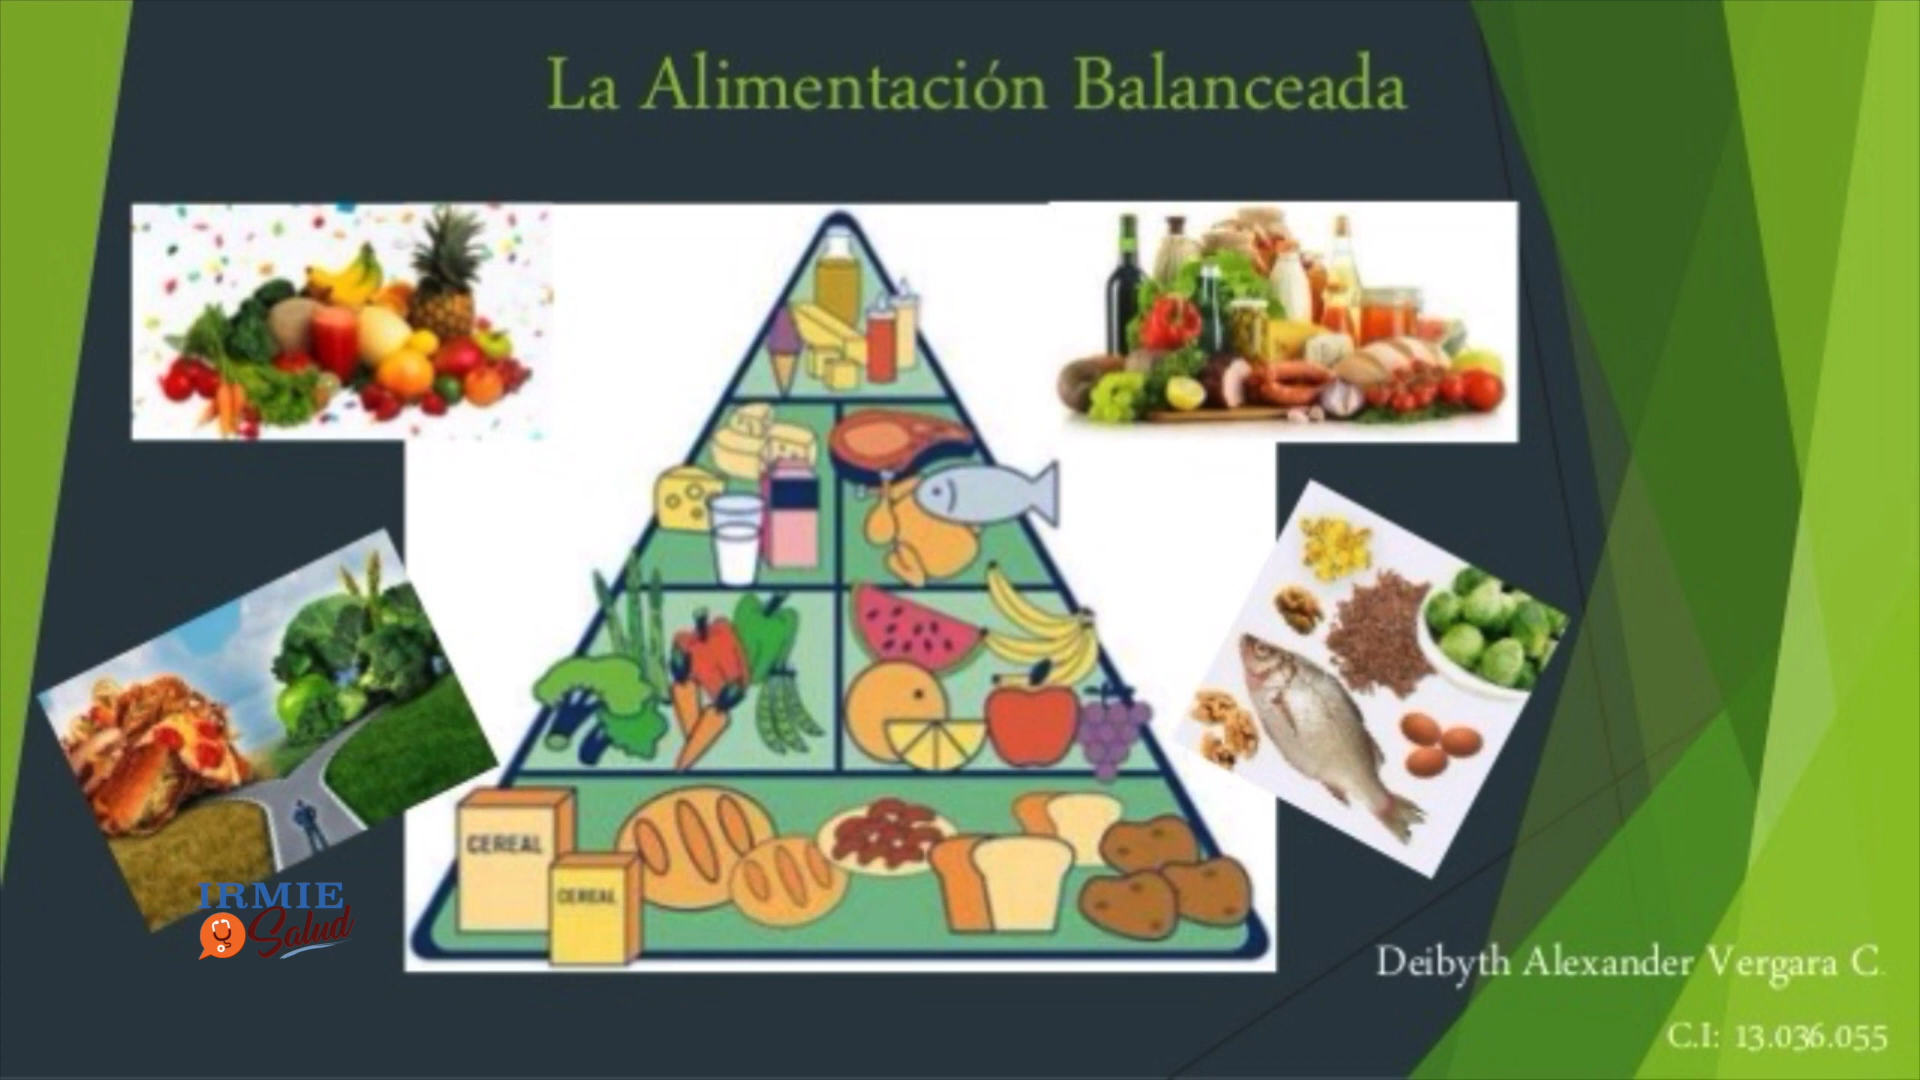 La Alimentación Balanceada
CEREAL
CEREAL
IRMIE
Salud
Deibyth Alexander Vergara C.
C.I: 13.036.055